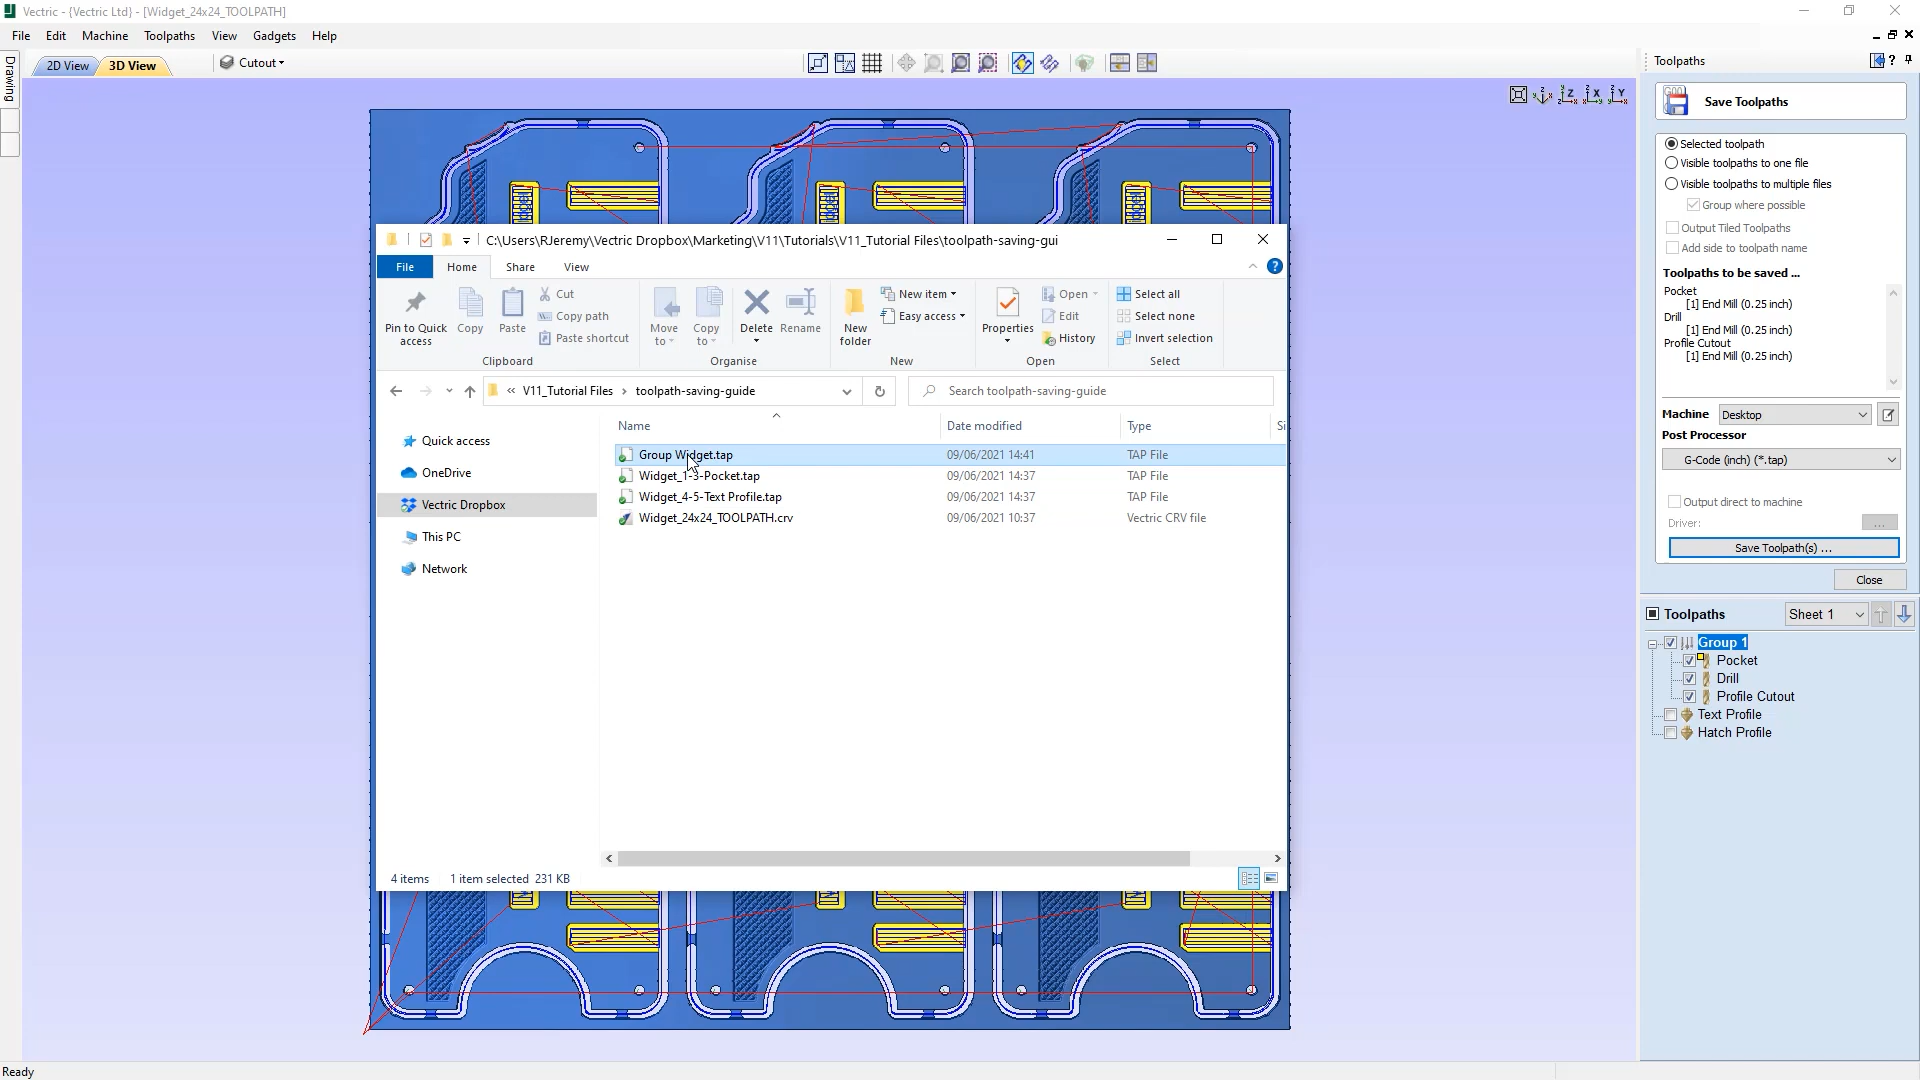 Vectric - {Vectric Ltd} - [Widget_24x24_TOOLPATH]
File Edit Machine Toolpaths View Gadgets Help
Drawing
2D View 3D View Cutout
Z X Y
C:\Users\RJeremy\Vectric Dropbox\Marketing\V11\Tutorials\V11_Tutorial Files\toolpath-saving-gui
File Home Share View
Pin to Quick access
Copy
Paste
Cut
Copy path
Paste shortcut
Clipboard
Move to
Copy to
Delete
Rename
Organise
New folder
New item
Easy access
New
Properties
Open
Edit
History
Open
Select all
Select none
Invert selection
Select
« V11_Tutorial Files > toolpath-saving-guide
Search toolpath-saving-guide
Name Date modified Type Si
Quick access
OneDrive
Vectric Dropbox
This PC
Network
Group Widget.tap 09/06/2021 14:41 TAP File
Widget_1-3-Pocket.tap 09/06/2021 14:37 TAP File
Widget_4-5-Text Profile.tap 09/06/2021 14:37 TAP File
Widget_24x24_TOOLPATH.crv 09/06/2021 10:37 Vectric CRV file
4 items 1 item selected 231 KB
Toolpaths
Save Toolpaths
Selected toolpath
Visible toolpaths to one file
Visible toolpaths to multiple files
Group where possible
Output Tiled Toolpaths
Add side to toolpath name
Toolpaths to be saved ...
Pocket
[1] End Mill (0.25 inch)
Drill
[1] End Mill (0.25 inch)
Profile Cutout
[1] End Mill (0.25 inch)
Machine Desktop
Post Processor
G-Code (inch) (*.tap)
Output direct to machine
Driver: ...
Save Toolpath(s) ...
Close
Toolpaths Sheet 1
Group 1
Pocket
Drill
Profile Cutout
Text Profile
Hatch Profile
Ready